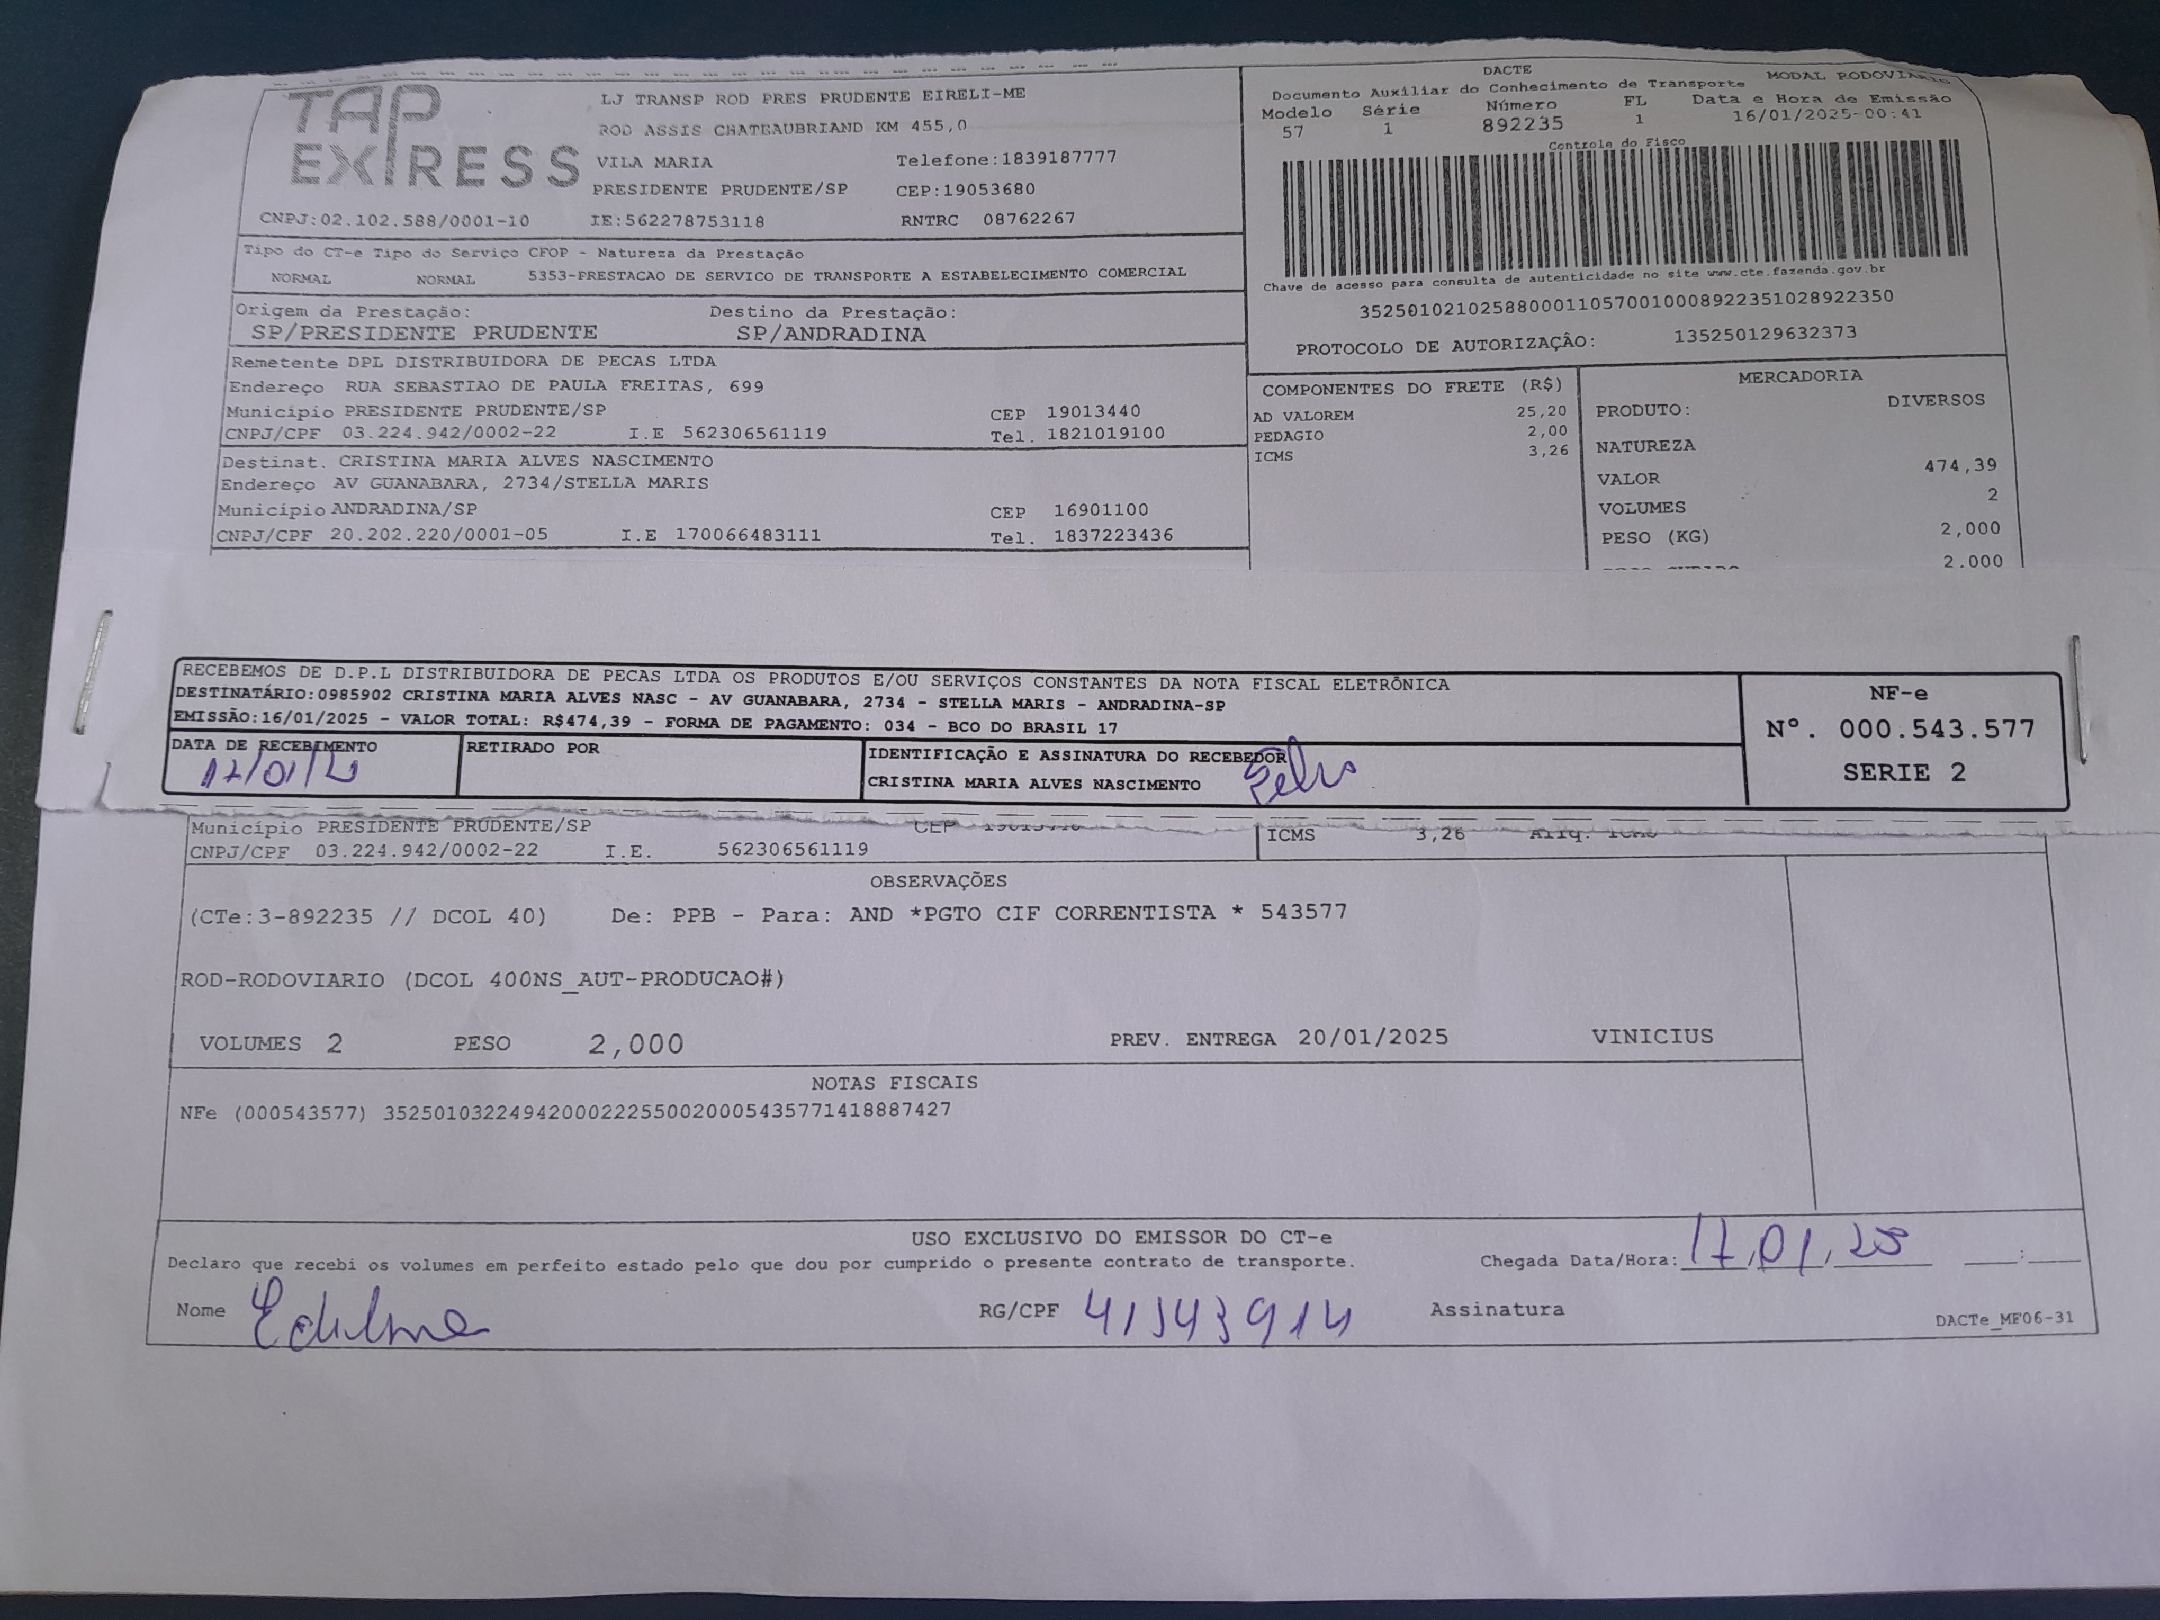 TAP EXPRESS
LJ TRANSP ROD PRES PRUDENTE EIRELI-ME
ROD ASSIS CHATEAUBRIAND KM 455,0
VILA MARIA Telefone:1839187777
PRESIDENTE PRUDENTE/SP CEP:19053680
CNPJ:02.102.588/0001-10 IE:562278753118 RNTRC 08762267
DACTE
Documento Auxiliar do Conhecimento de Transporte MODAL RODOVIARIO
Modelo Série Número FL Data e Hora de Emissão
57 1 892235 1 16/01/2025-00:41
Controle do Fisco
Chave de acesso para consulta de autenticidade no site www.cte.fazenda.gov.br
35250102102588000110570010008922351028922350
PROTOCOLO DE AUTORIZAÇÂO: 135250129632373
Tipo do CT-e Tipo do Serviço CFOP - Natureza da Prestação
NORMAL NORMAL 5353-PRESTACAO DE SERVICO DE TRANSPORTE A ESTABELECIMENTO COMERCIAL
Origem da Prestação: Destino da Prestação:
SP/PRESIDENTE PRUDENTE SP/ANDRADINA
Remetente DPL DISTRIBUIDORA DE PECAS LTDA
Endereço RUA SEBASTIAO DE PAULA FREITAS, 699
Município PRESIDENTE PRUDENTE/SP CEP 19013440
CNPJ/CPF 03.224.942/0002-22 I.E 562306561119 Tel. 1821019100
Destinat. CRISTINA MARIA ALVES NASCIMENTO
Endereço AV GUANABARA, 2734/STELLA MARIS
Município ANDRADINA/SP CEP 16901100
CNPJ/CPF 20.202.220/0001-05 I.E 170066483111 Tel. 1837223436
COMPONENTES DO FRETE (R$)
AD VALOREM 25,20
PEDAGIO 2,00
ICMS 3,26
MERCADORIA
PRODUTO: DIVERSOS
NATUREZA
VALOR 474,39
VOLUMES 2
PESO (KG) 2,000
2.000
RECEBEMOS DE D.P.L DISTRIBUIDORA DE PECAS LTDA OS PRODUTOS E/OU SERVIÇOS CONSTANTES DA NOTA FISCAL ELETRÔNICA
DESTINATÁRIO:0985902 CRISTINA MARIA ALVES NASC - AV GUANABARA, 2734 - STELLA MARIS - ANDRADINA-SP
EMISSÃO:16/01/2025 - VALOR TOTAL: R$474,39 - FORMA DE PAGAMENTO: 034 - BCO DO BRASIL 17
DATA DE RECEBIMENTO RETIRADO POR IDENTIFICAÇÃO E ASSINATURA DO RECEBEDOR
CRISTINA MARIA ALVES NASCIMENTO
NF-e
Nº. 000.543.577
SERIE 2
Município PRESIDENTE PRUDENTE/SP CEP 19013440 ICMS 3,26 Aliq. ICMS
CNPJ/CPF 03.224.942/0002-22 I.E. 562306561119
OBSERVAÇÕES
(CTe:3-892235 // DCOL 40) De: PPB - Para: AND *PGTO CIF CORRENTISTA * 543577
ROD-RODOVIARIO (DCOL 400NS_AUT-PRODUCAO#)
VOLUMES 2 PESO 2,000 PREV. ENTREGA 20/01/2025 VINICIUS
NOTAS FISCAIS
NFe (000543577) 35250103224942000222550020005435771418887427
USO EXCLUSIVO DO EMISSOR DO CT-e
Declaro que recebi os volumes em perfeito estado pelo que dou por cumprido o presente contrato de transporte. Chegada Data/Hora: 17/01/25 :
Nome RG/CPF Assinatura
DACTe_MF06-31